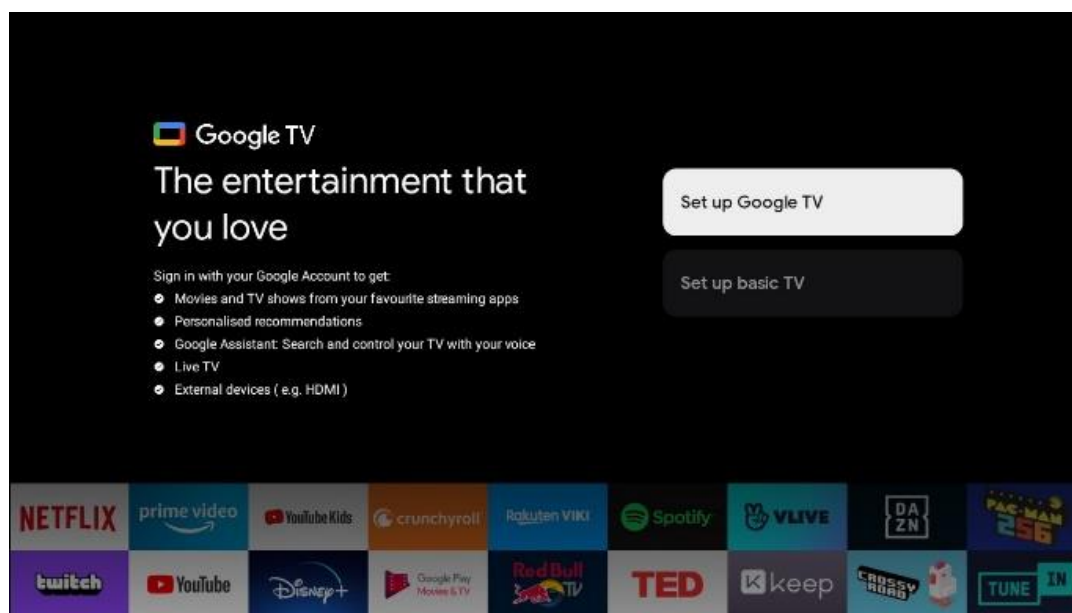 Google TV
The entertainment that
you love
Sign in with your Google Account to get:
Movies and TV shows from your favourite streaming apps
Personalised recommendations
Google Assistant: Search and control your TV with your voice
Live TV
External devices ( e.g. HDMI )
Set up Google TV
Set up basic TV
NETFLIX
prime video
YouTube Kids
crunchyroll
Rakuten VIKI
Spotify
VLIVE
DA
ZN
PAC-MAN
256
twitch
YouTube
Disney+
Google Play
Movies & TV
Red Bull
TV
TED
keep
CROSSY
ROAD
TUNE IN